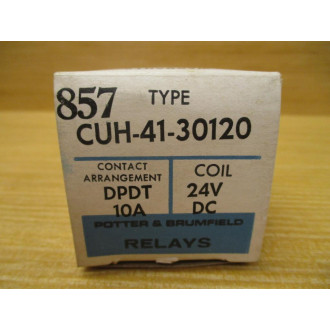 857 TYPE
CUH-41-30120
CONTACT ARRANGEMENT
DPDT
10A
COIL
24V
DC
POTTER & BRUMFIELD
RELAYS